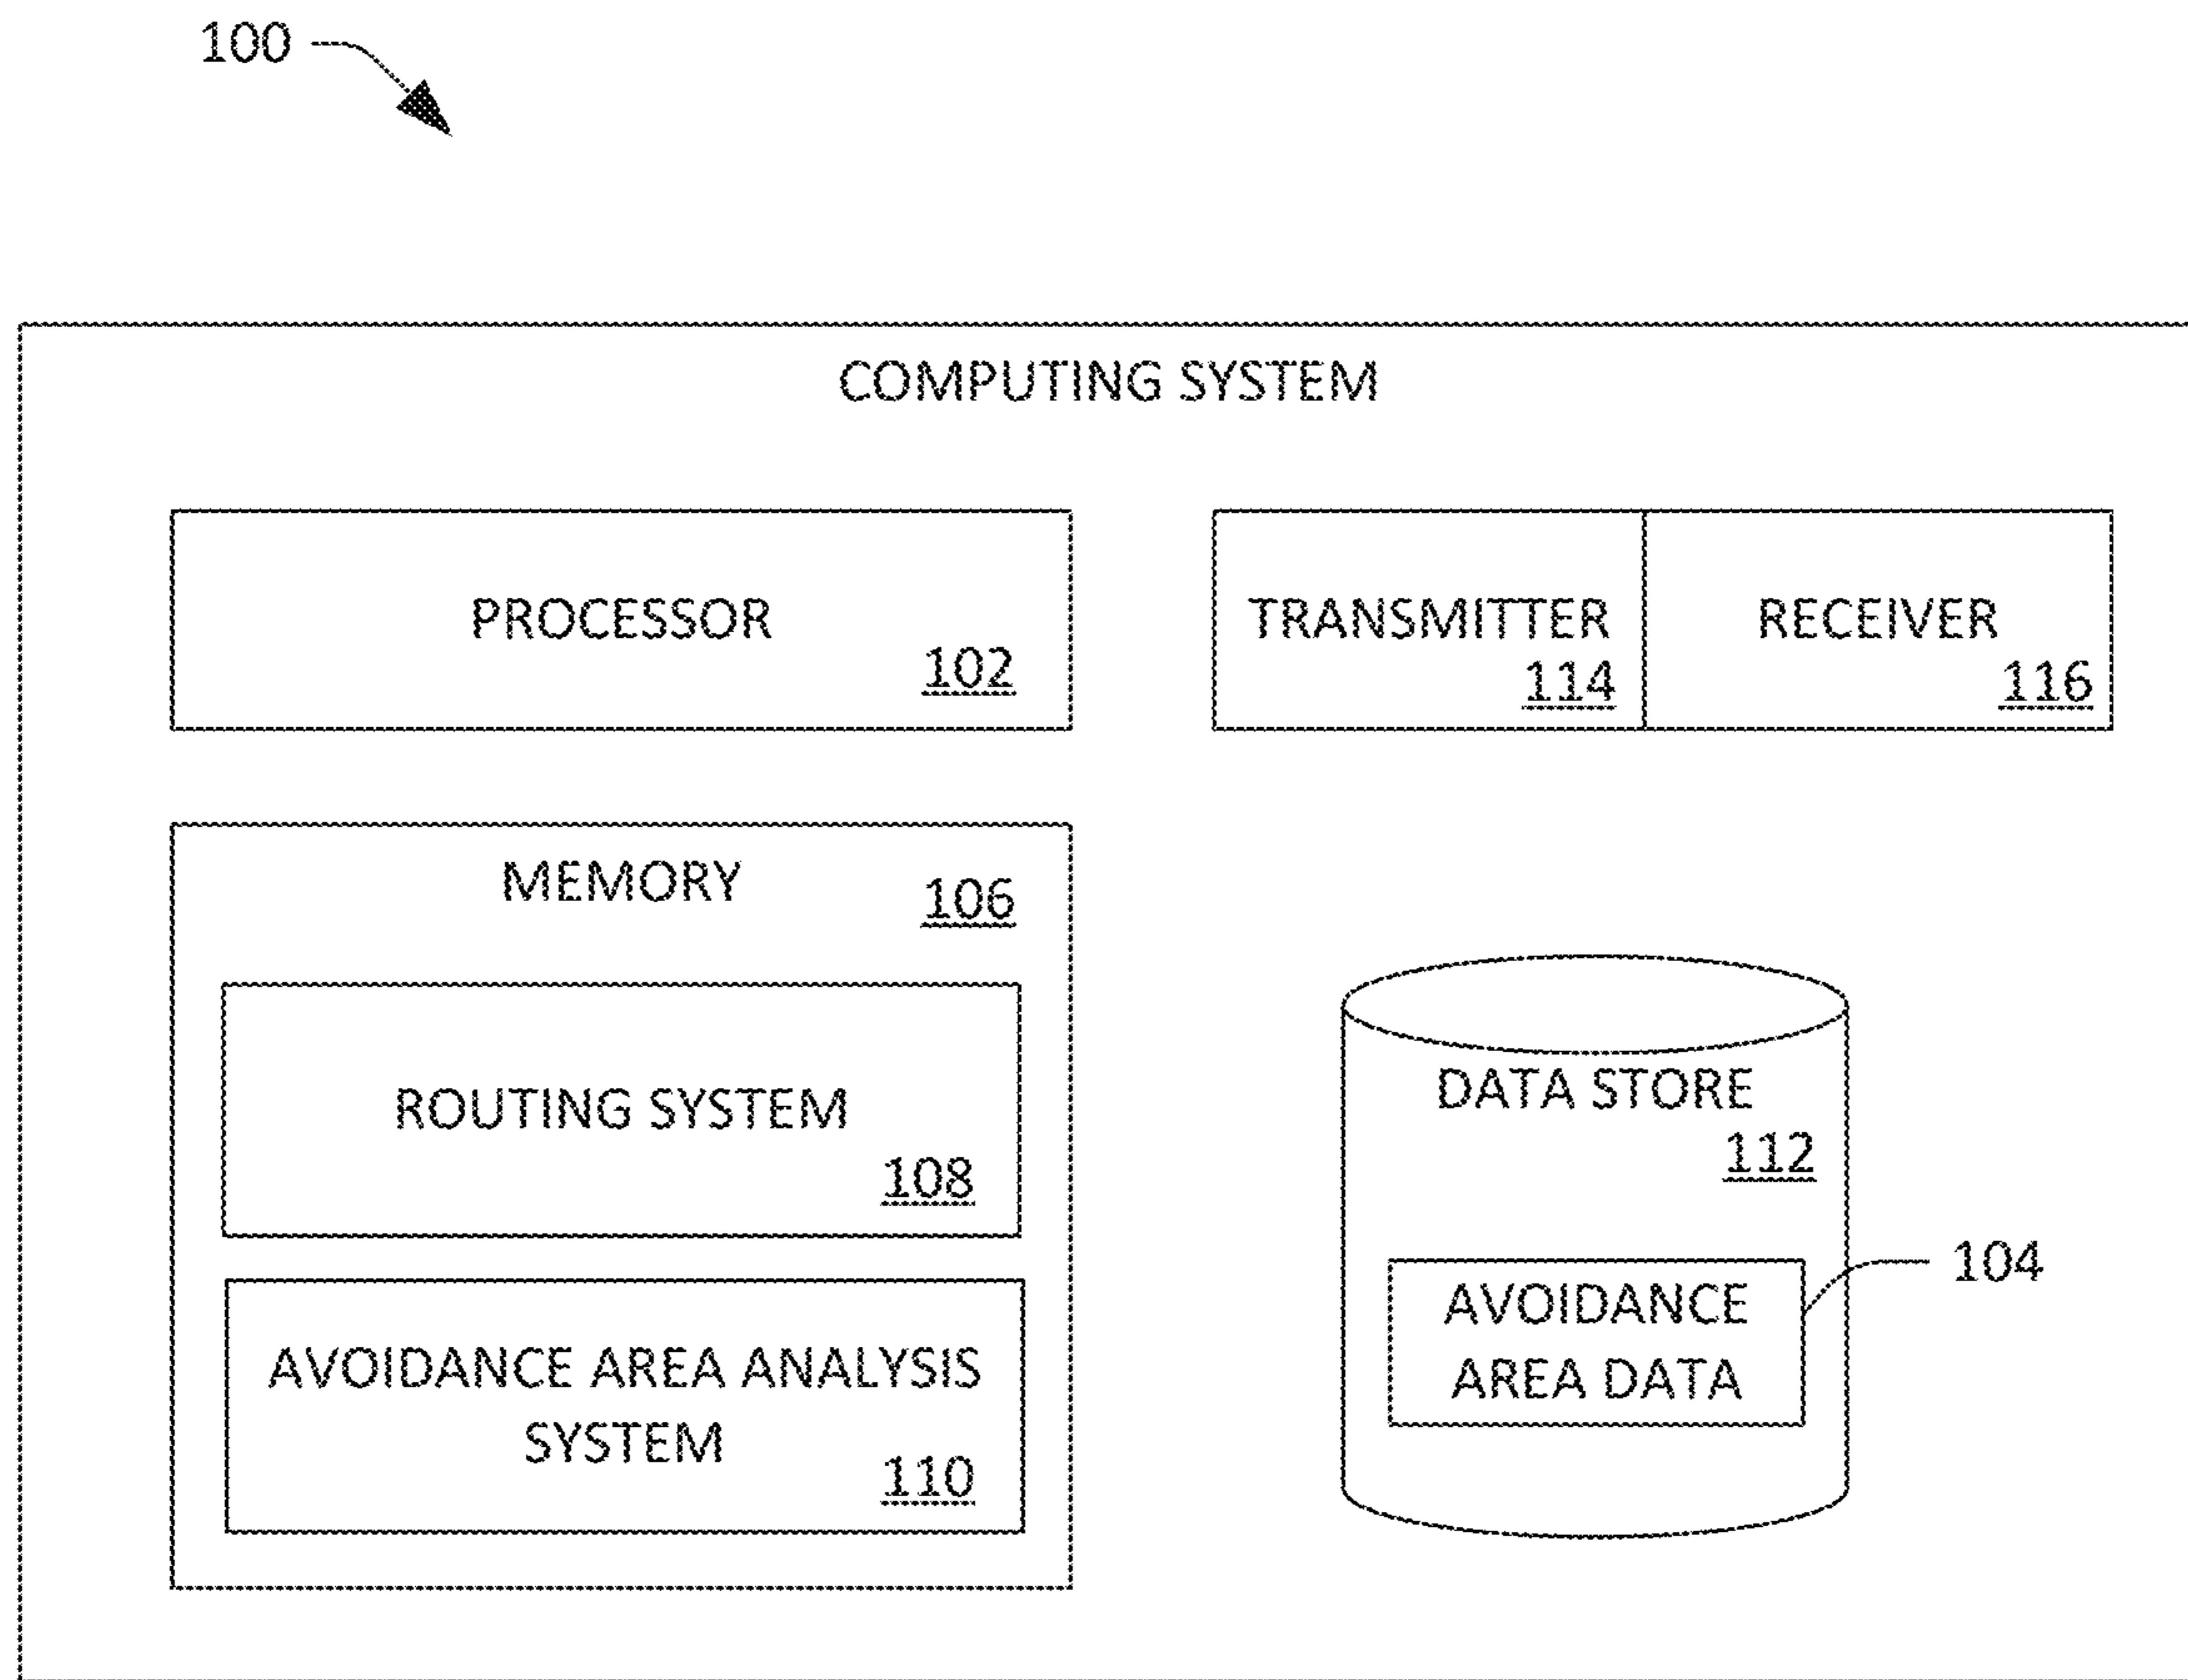 100
COMPUTING SYSTEM
PROCESSOR
102
TRANSMITTER
114
RECEIVER
116
MEMORY
106
ROUTING SYSTEM
108
AVOIDANCE AREA ANALYSIS
SYSTEM
110
DATA STORE
112
AVOIDANCE
AREA DATA
104